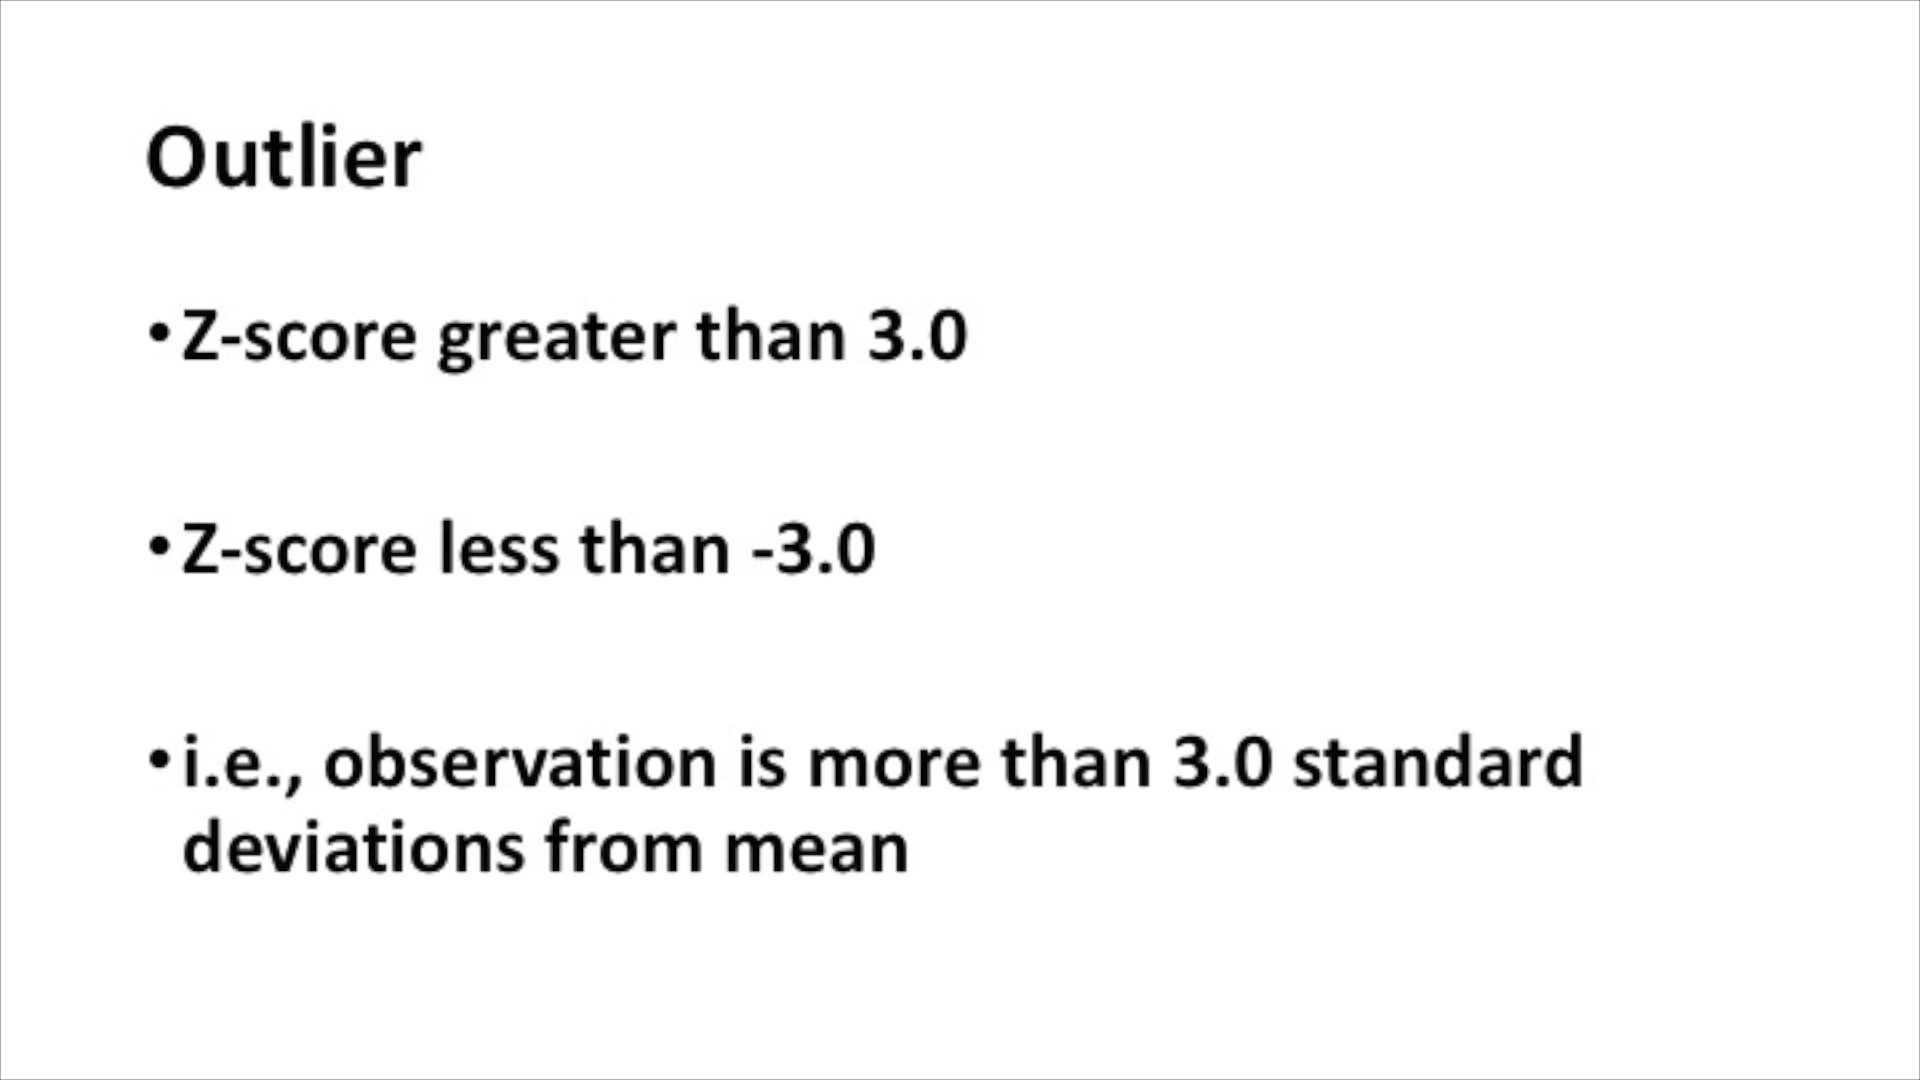 Outlier
•Z-score greater than 3.0
•Z-score less than -3.0
•i.e., observation is more than 3.0 standard
deviations from mean